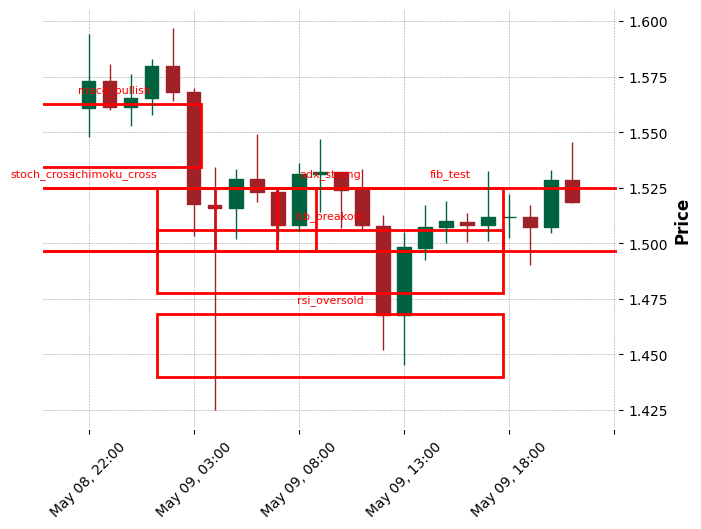 1.600
1.575
macd_bullish
1.550
stoch_cross
ichimoku_cross
adx_strong
fib_test
1.525
Price
bb_breakout
1.500
rsi_oversold
1.475
1.450
1.425
May 08, 22:00
May 09, 03:00
May 09, 08:00
May 09, 13:00
May 09, 18:00